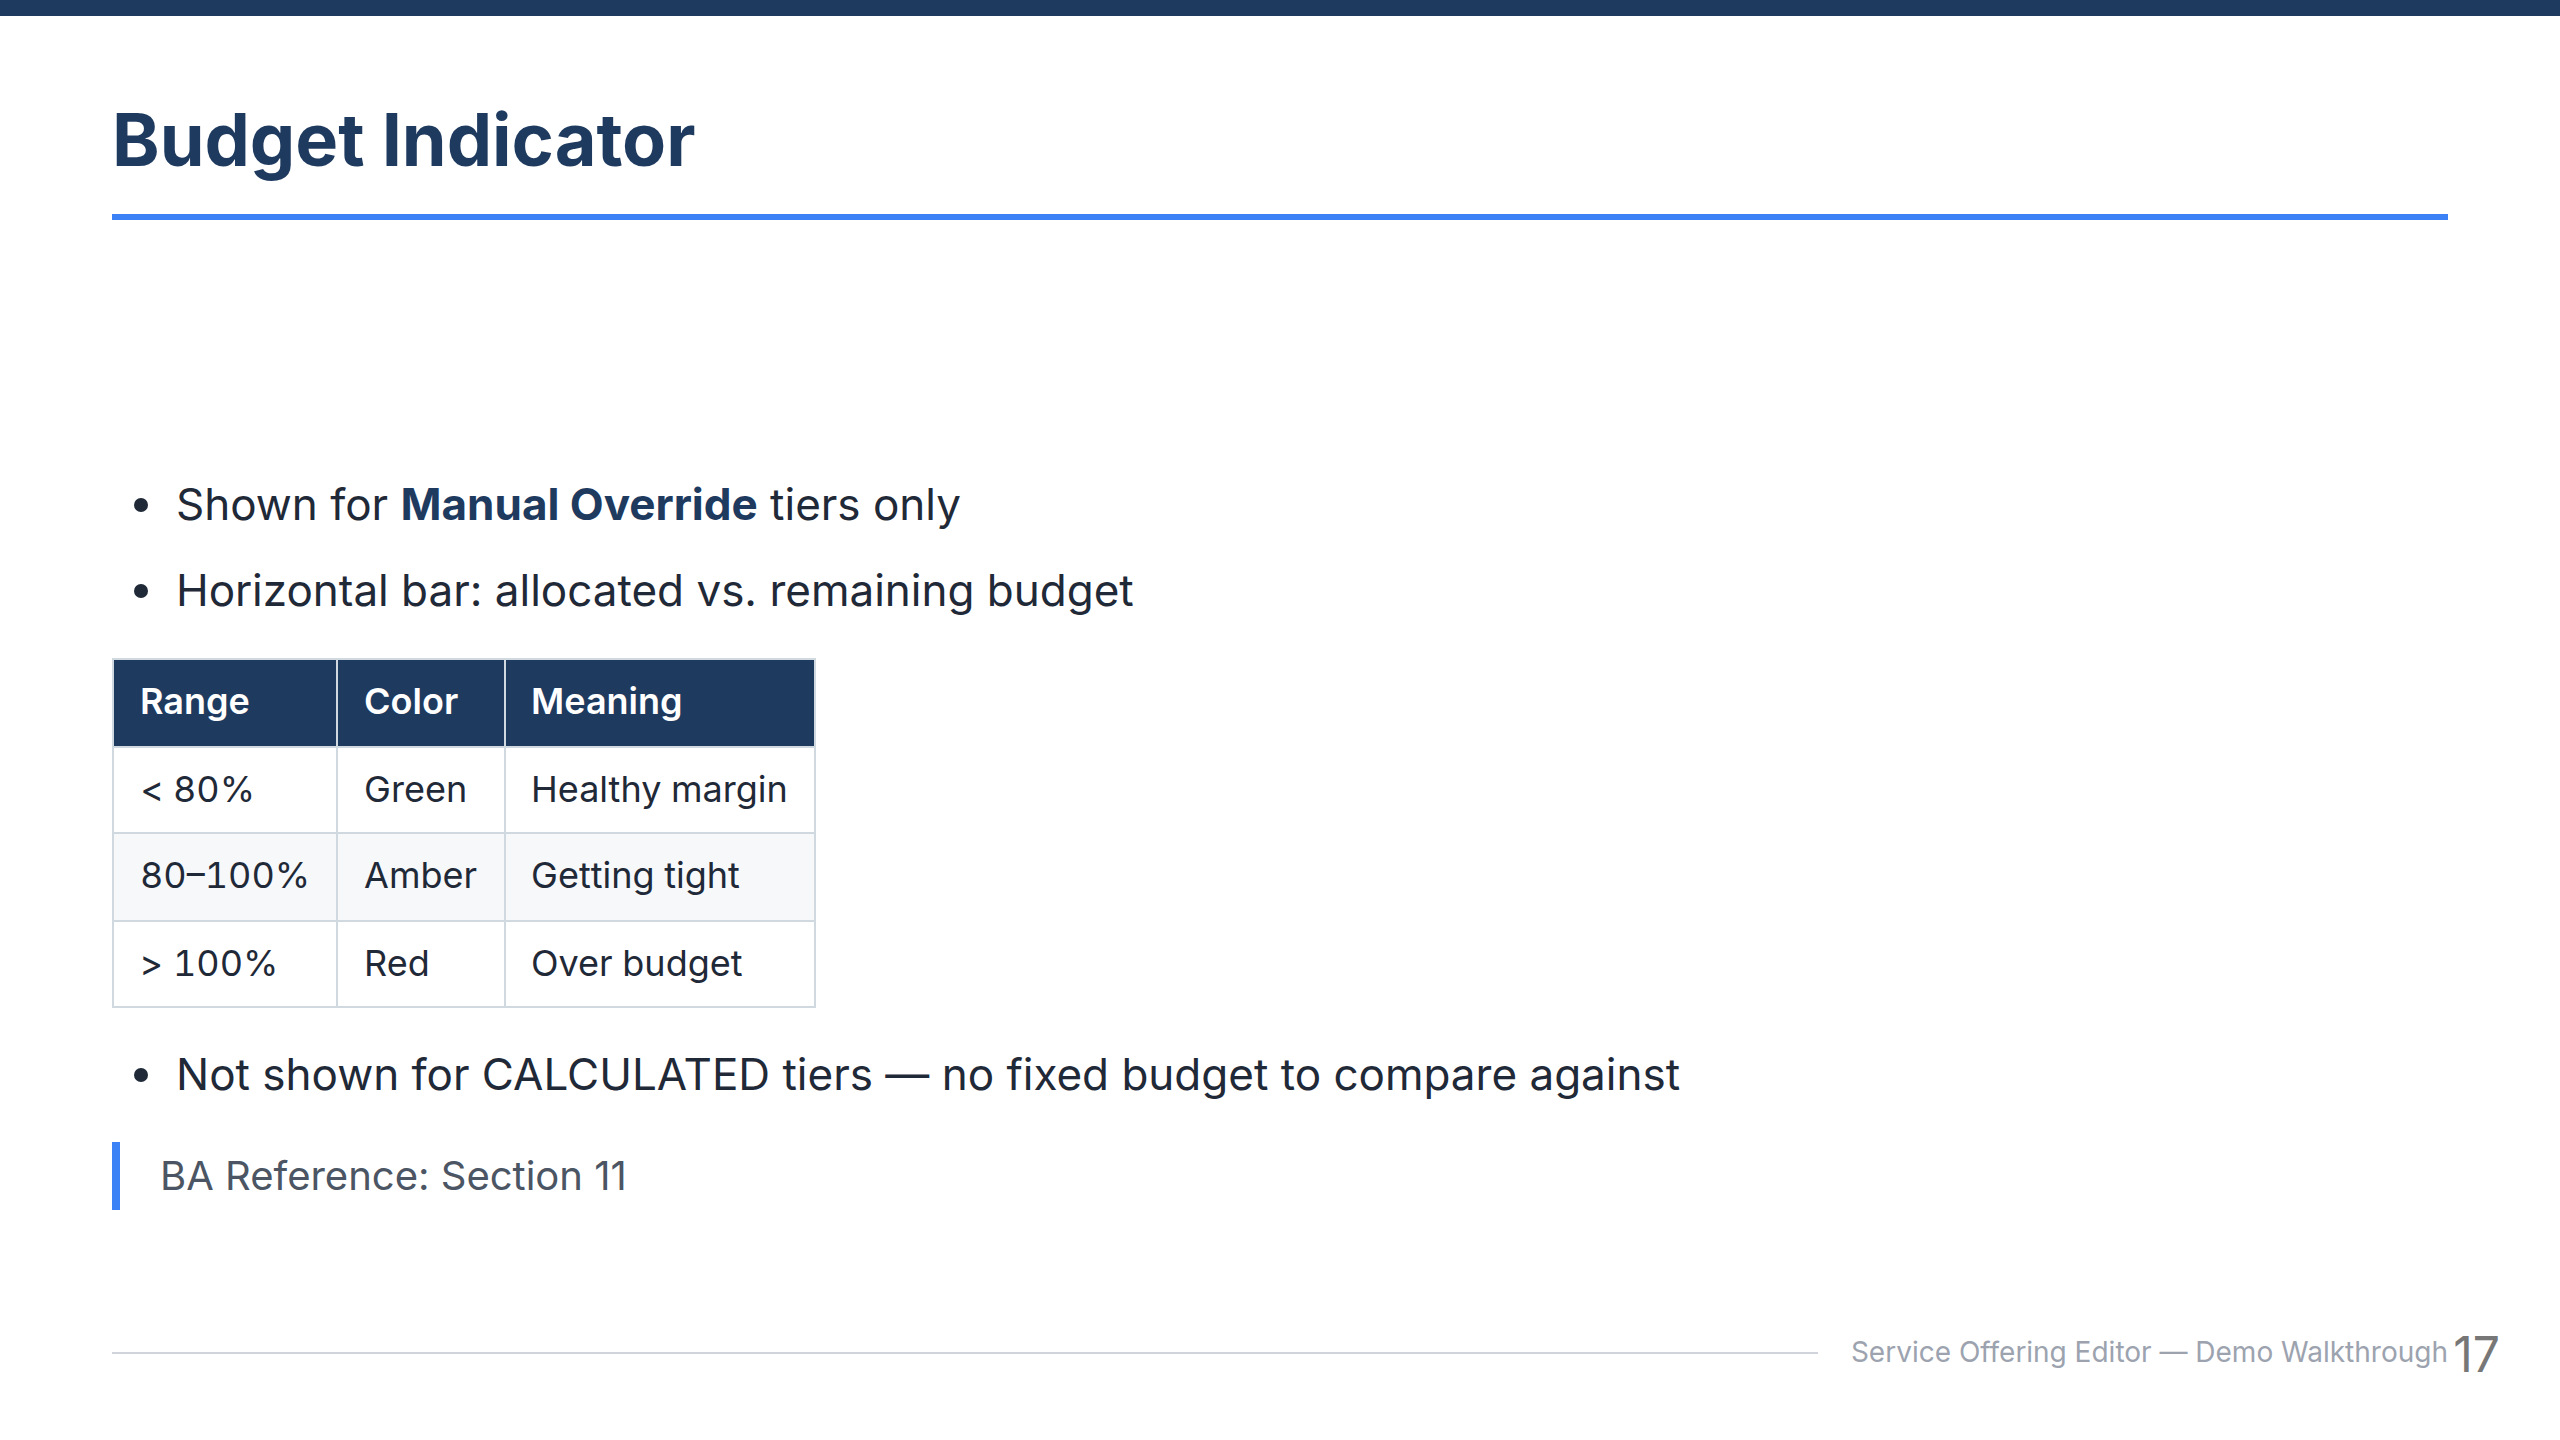 Budget Indicator
• Shown for Manual Override tiers only
• Horizontal bar: allocated vs. remaining budget
Range Color Meaning
< 80% Green Healthy margin
80–100% Amber Getting tight
> 100% Red Over budget
• Not shown for CALCULATED tiers — no fixed budget to compare against
BA Reference: Section 11
Service Offering Editor — Demo Walkthrough 17